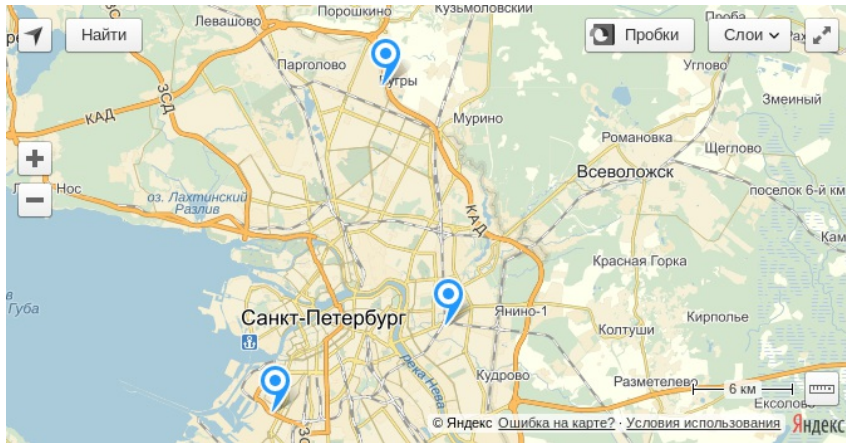 Порошкино
Кузьмоловский
Левашово
Найти
Пробки
Слои
Парголово
Углово
ЗСД
Змеиный
КАД
Мурино
Романовка
Щеглово
Всеволожск
Нос
поселок 6-й км
оз. Лахтинский
Разлив
КАД
Красная Горка
Губа
Санкт-Петербург
Янино-1
Кирполье
Колтуши
река Нева
Кудрово
Разметелево
6 км
Ексолово
© Яндекс Ошибка на карте? · Условия использования Яндекс